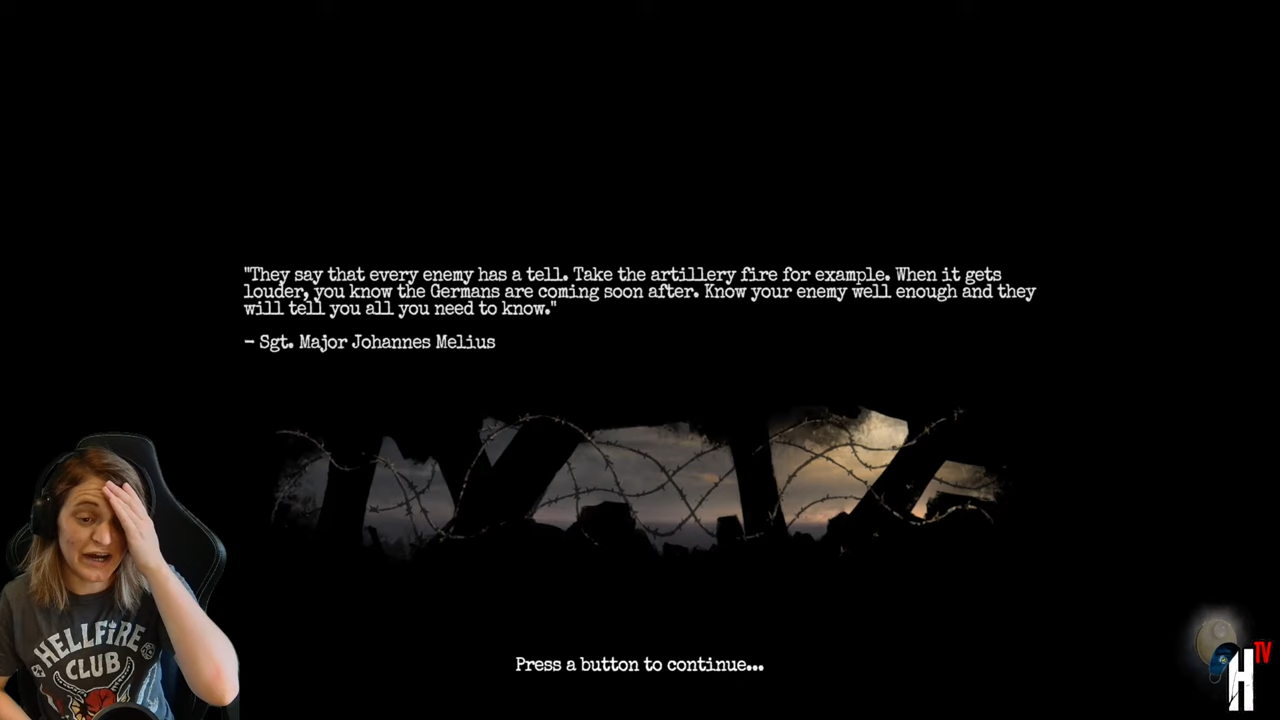 "They say that every enemy has a tell. Take the artillery fire for example. When it gets
louder, you know the Germans are coming soon after. Know your enemy well enough and they
will tell you all you need to know."
- Sgt. Major Johannes Melius
HELLFIRE
CLUB
Press a button to continue...
H TV